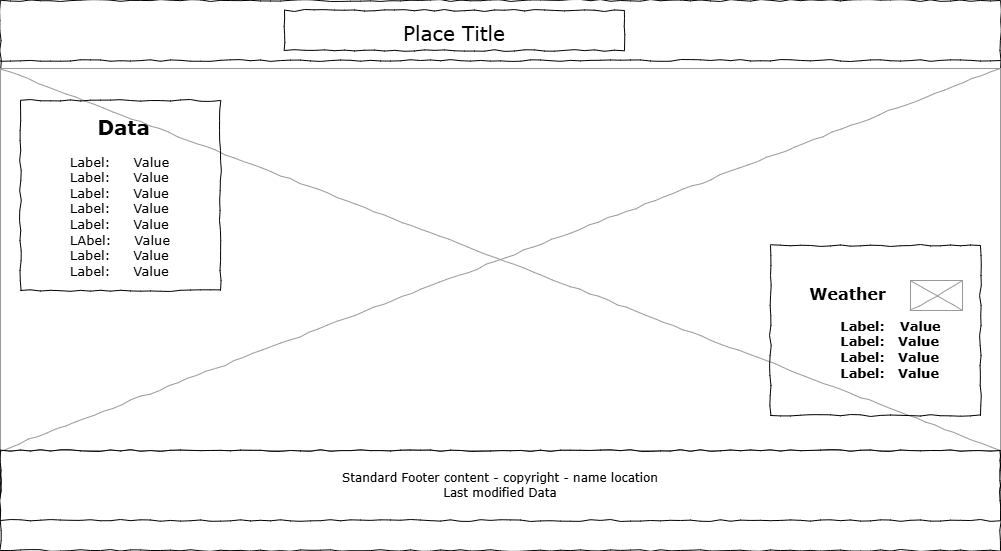 Place Title
Data
Label: Value
Label: Value
Label: Value
Label: Value
Label: Value
LAbel: Value
Label: Value
Label: Value
Weather
Label: Value
Label: Value
Label: Value
Label: Value
Standard Footer content - copyright - name location
Last modified Data